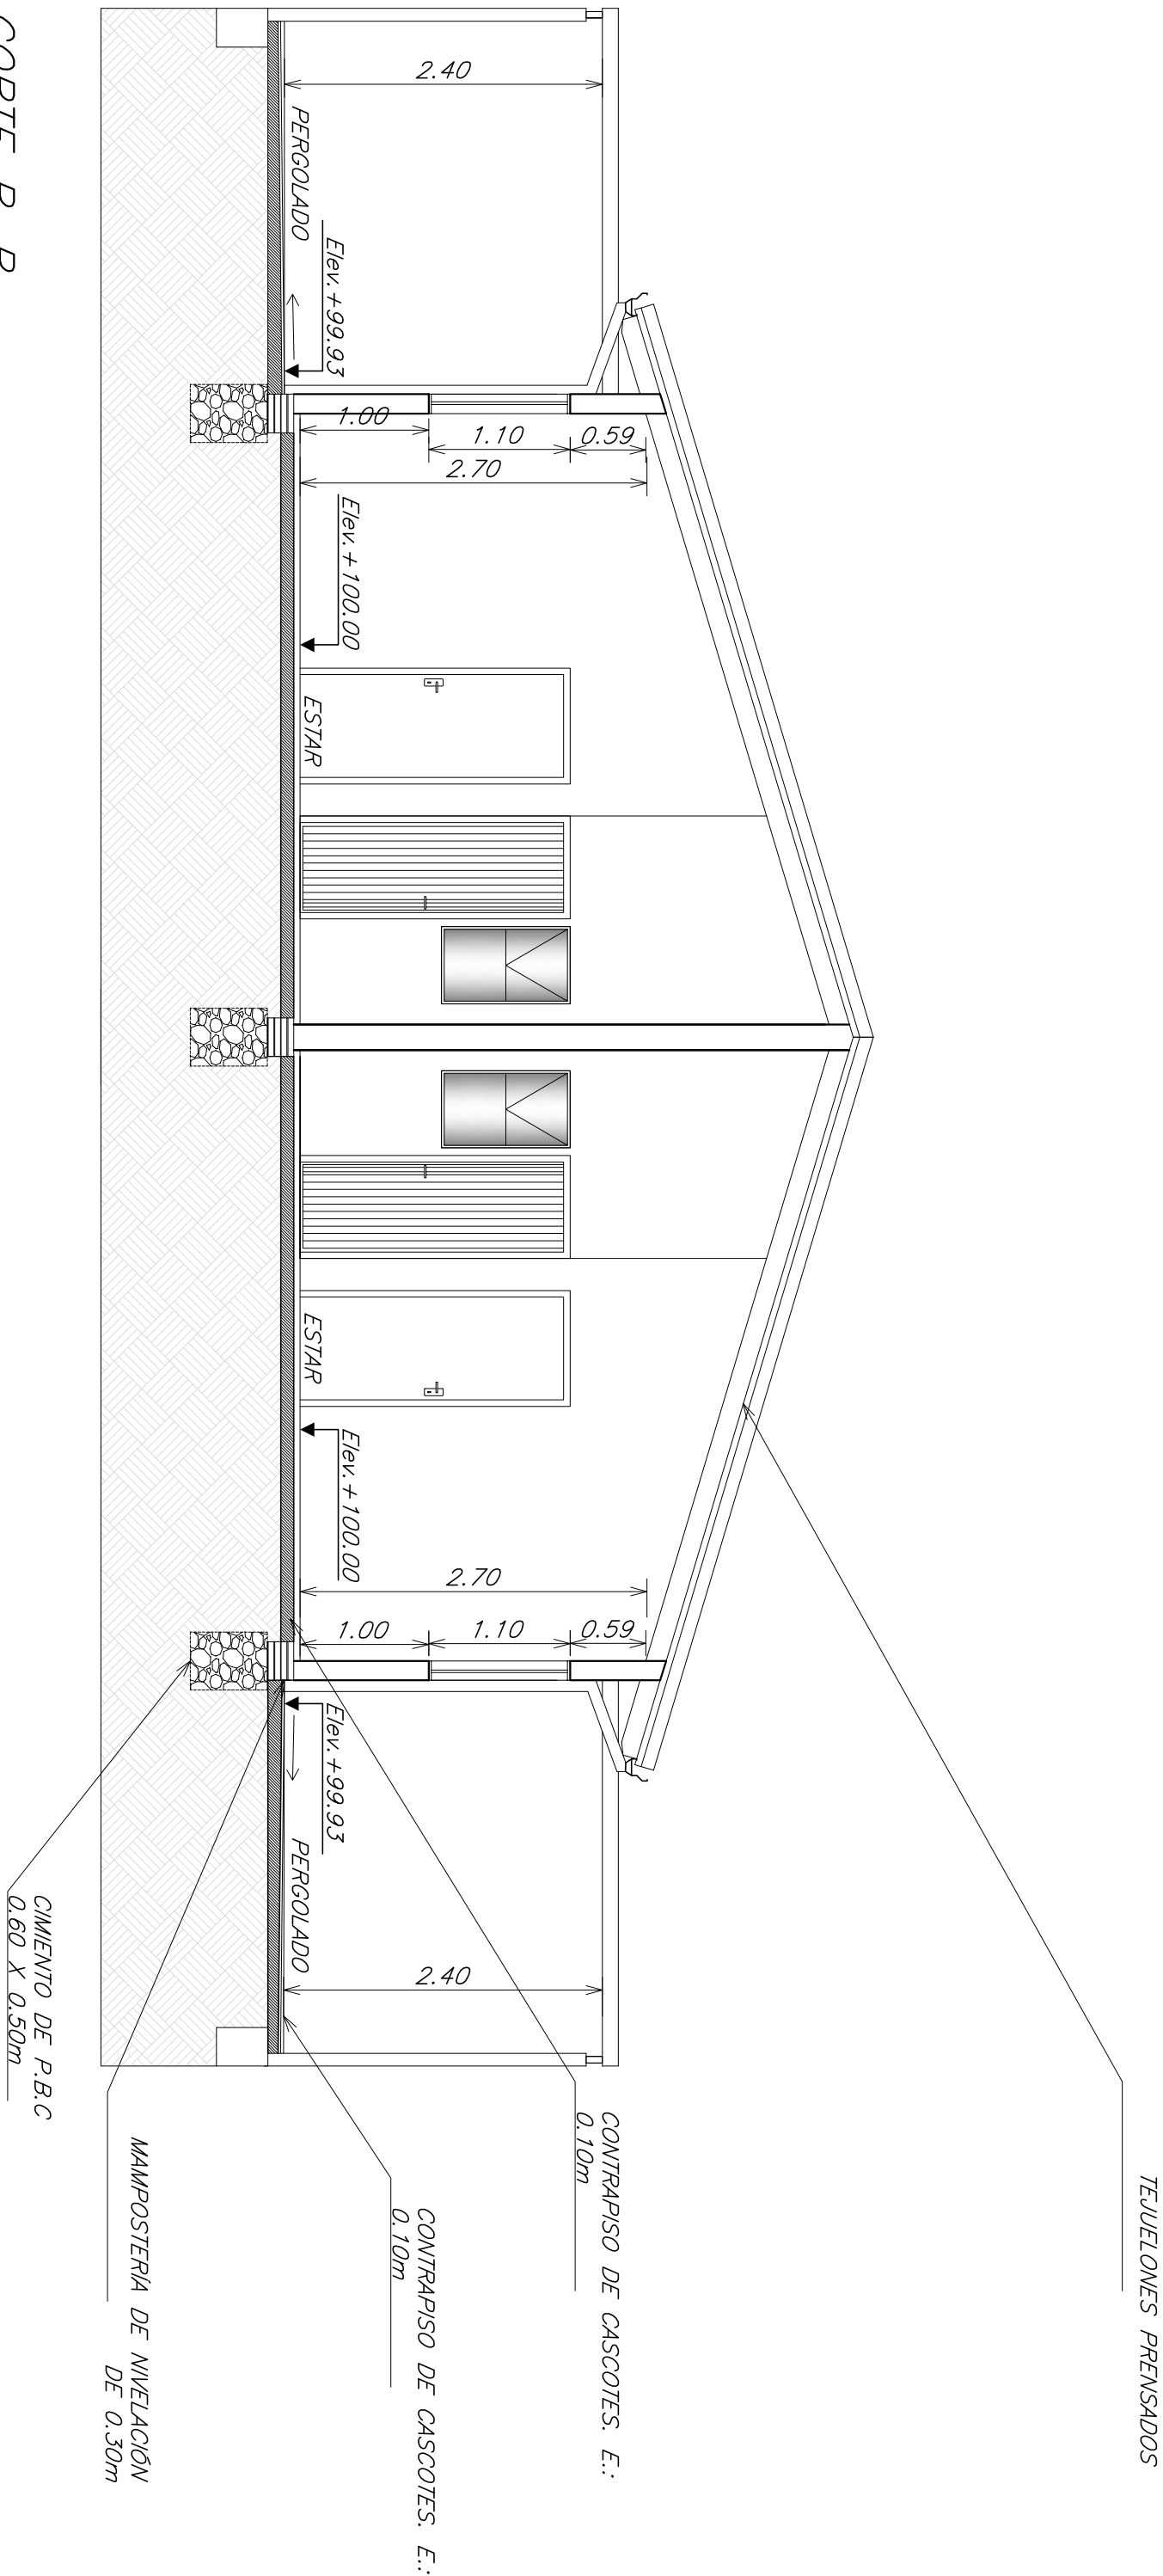 TEJUELONES PRENSADOS
2.40
PERGOLADO
Elev.+99.93
1.00
1.10
0.59
2.70
Elev.+100.00
ESTAR
ESTAR
Elev.+100.00
2.70
1.00
1.10
0.59
Elev.+99.93
PERGOLADO
2.40
CONTRAPISO DE CASCOTES. E.:
0.10m
CONTRAPISO DE CASCOTES. E.:
0.10m
MAMPOSTERÍA DE NIVELACIÓN
DE 0.30m
CIMIENTO DE P.B.C
0.60 X 0.50m